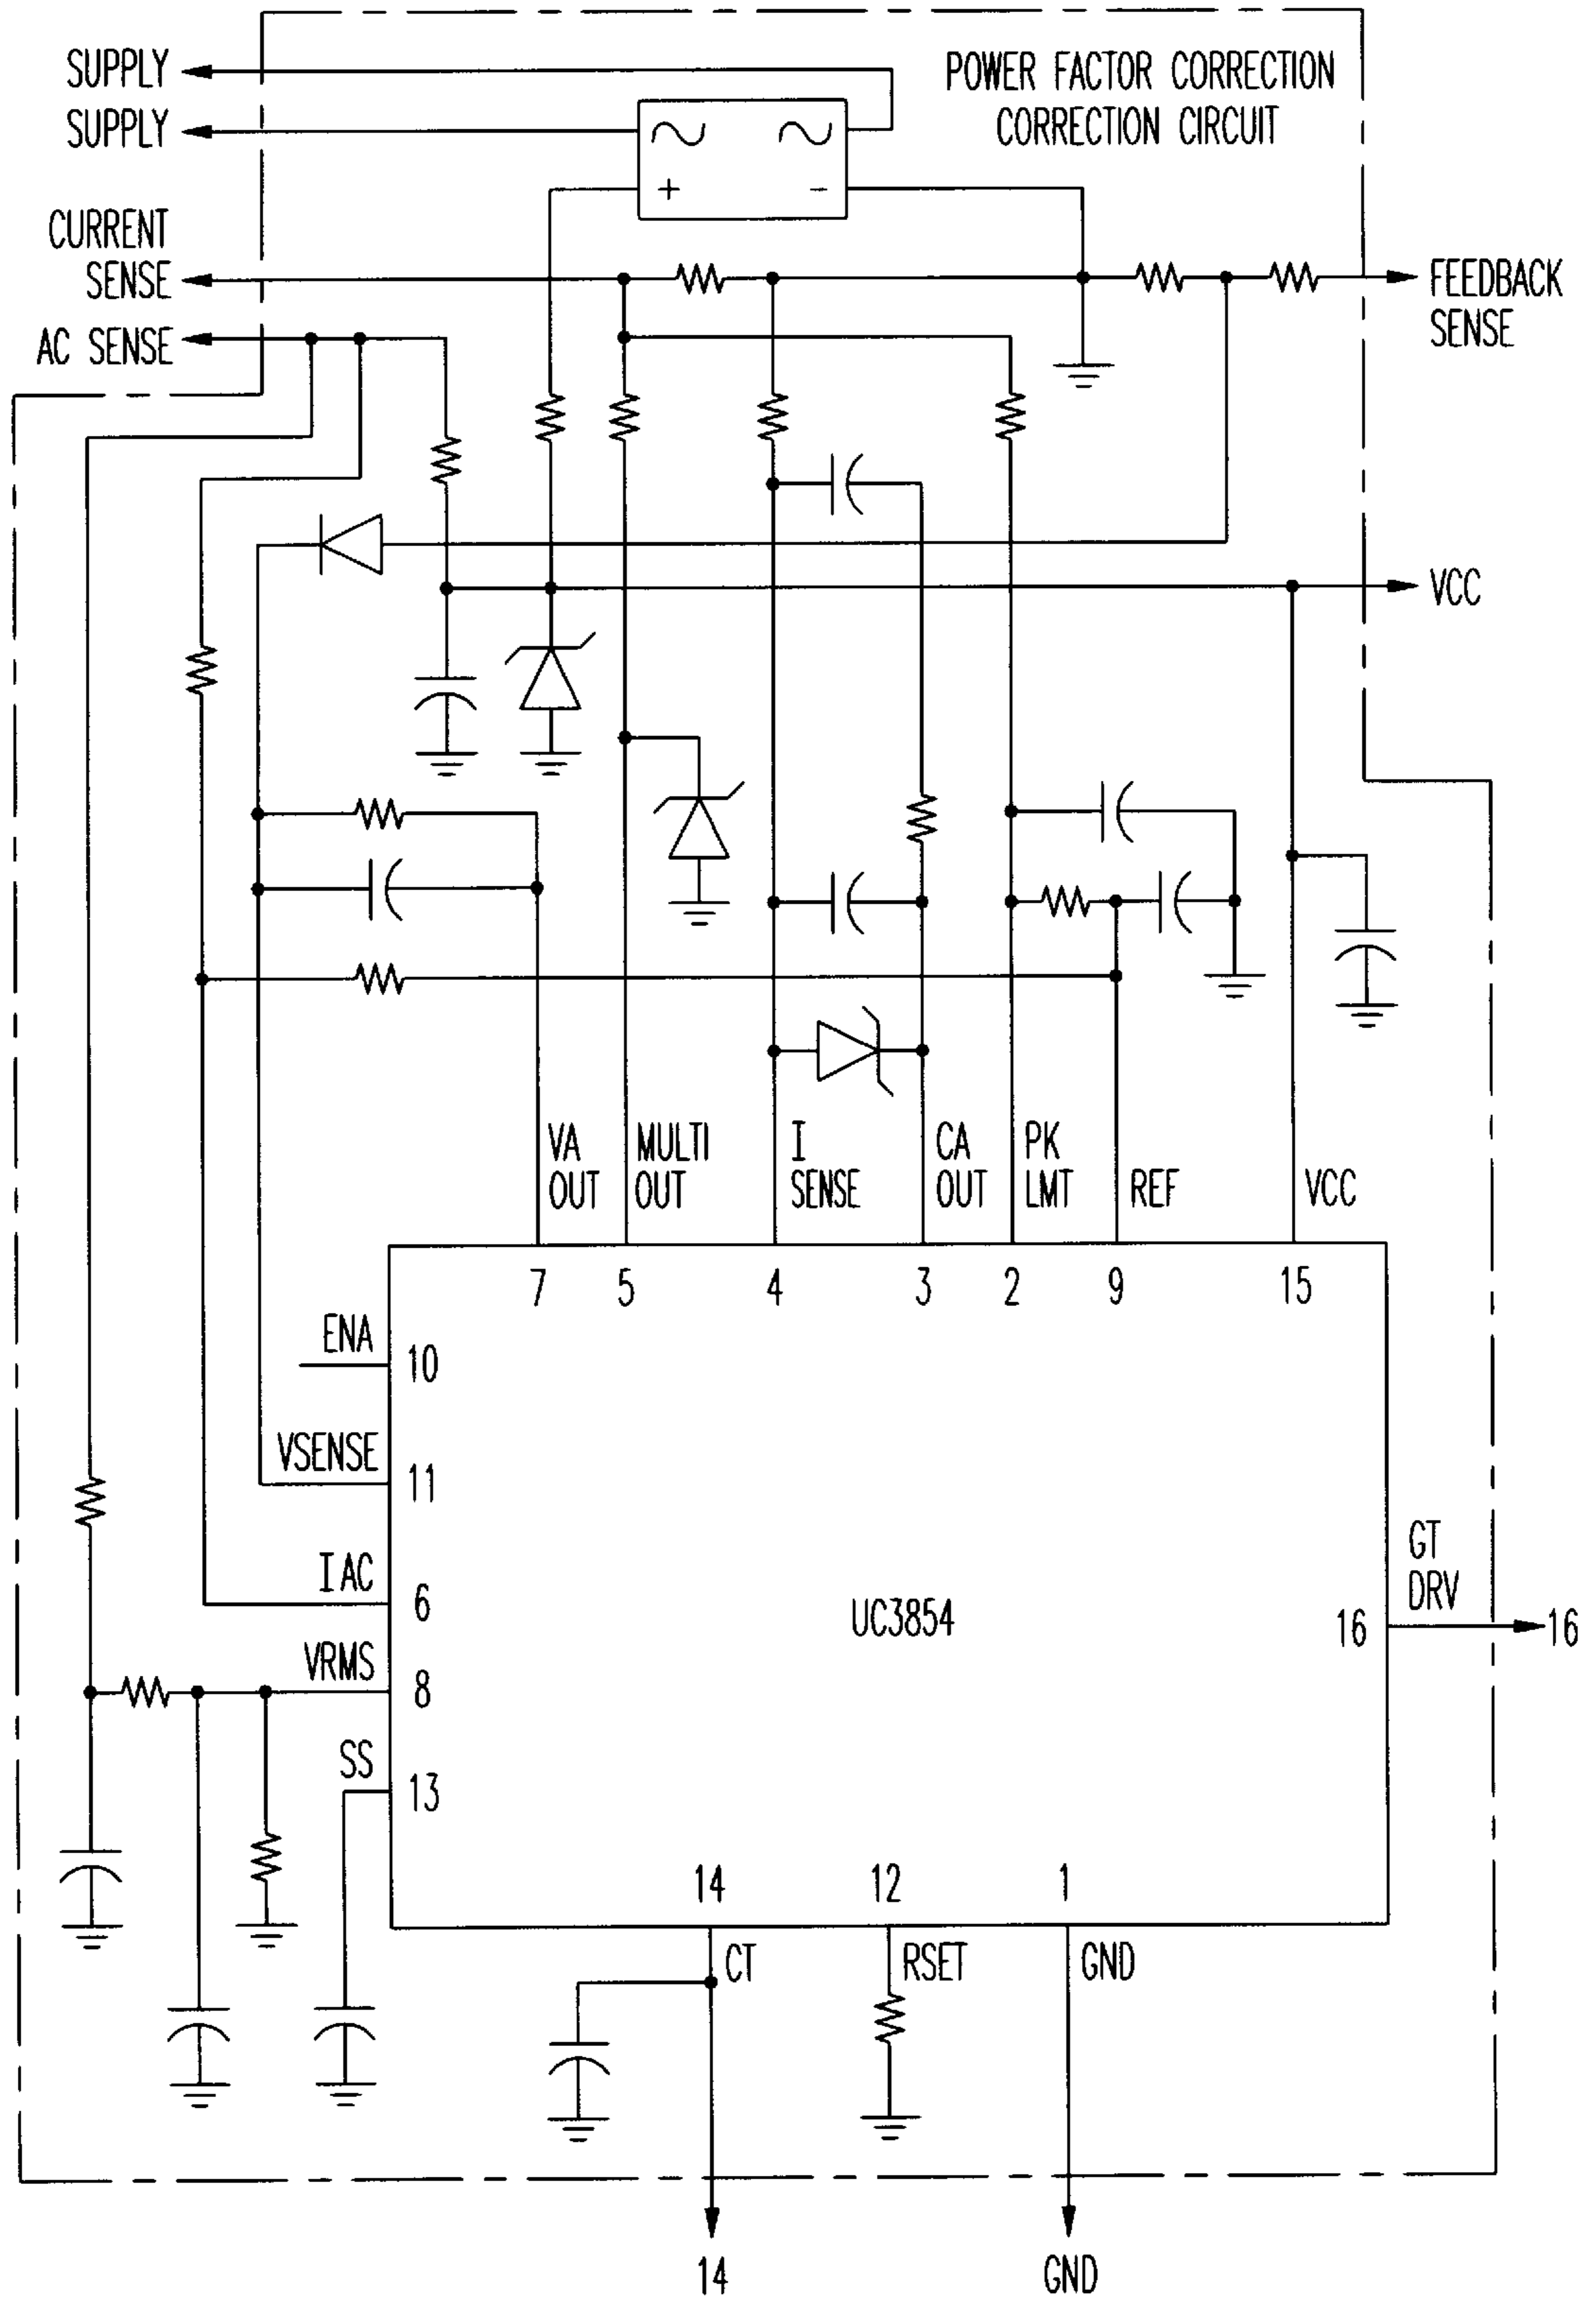 SUPPLY
POWER FACTOR CORRECTION
SUPPLY
CORRECTION CIRCUIT
+
-
CURRENT
SENSE
FEEDBACK
SENSE
AC SENSE
VCC
VA
OUT
MULTI
OUT
I
SENSE
CA
OUT
PK
LMT
REF
VCC
7
5
4
3
2
9
15
ENA
10
VSENSE
11
IAC
6
UC3854
GT
DRV
16
16
VRMS
8
SS
13
14
12
1
CT
RSET
GND
14
GND